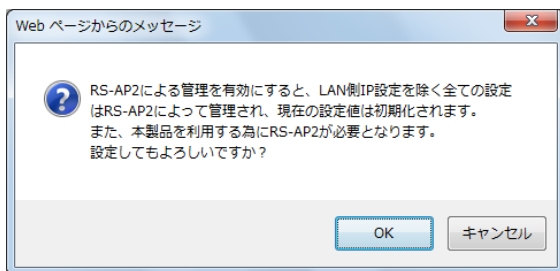 Web ページからのメッセージ
RS-AP2による管理を有効にすると、LAN側IP設定を除く全ての設定
はRS-AP2によって管理され、現在の設定値は初期化されます。
また、本製品を利用する為にRS-AP2が必要となります。
設定してもよろしいですか？
OK
キャンセル